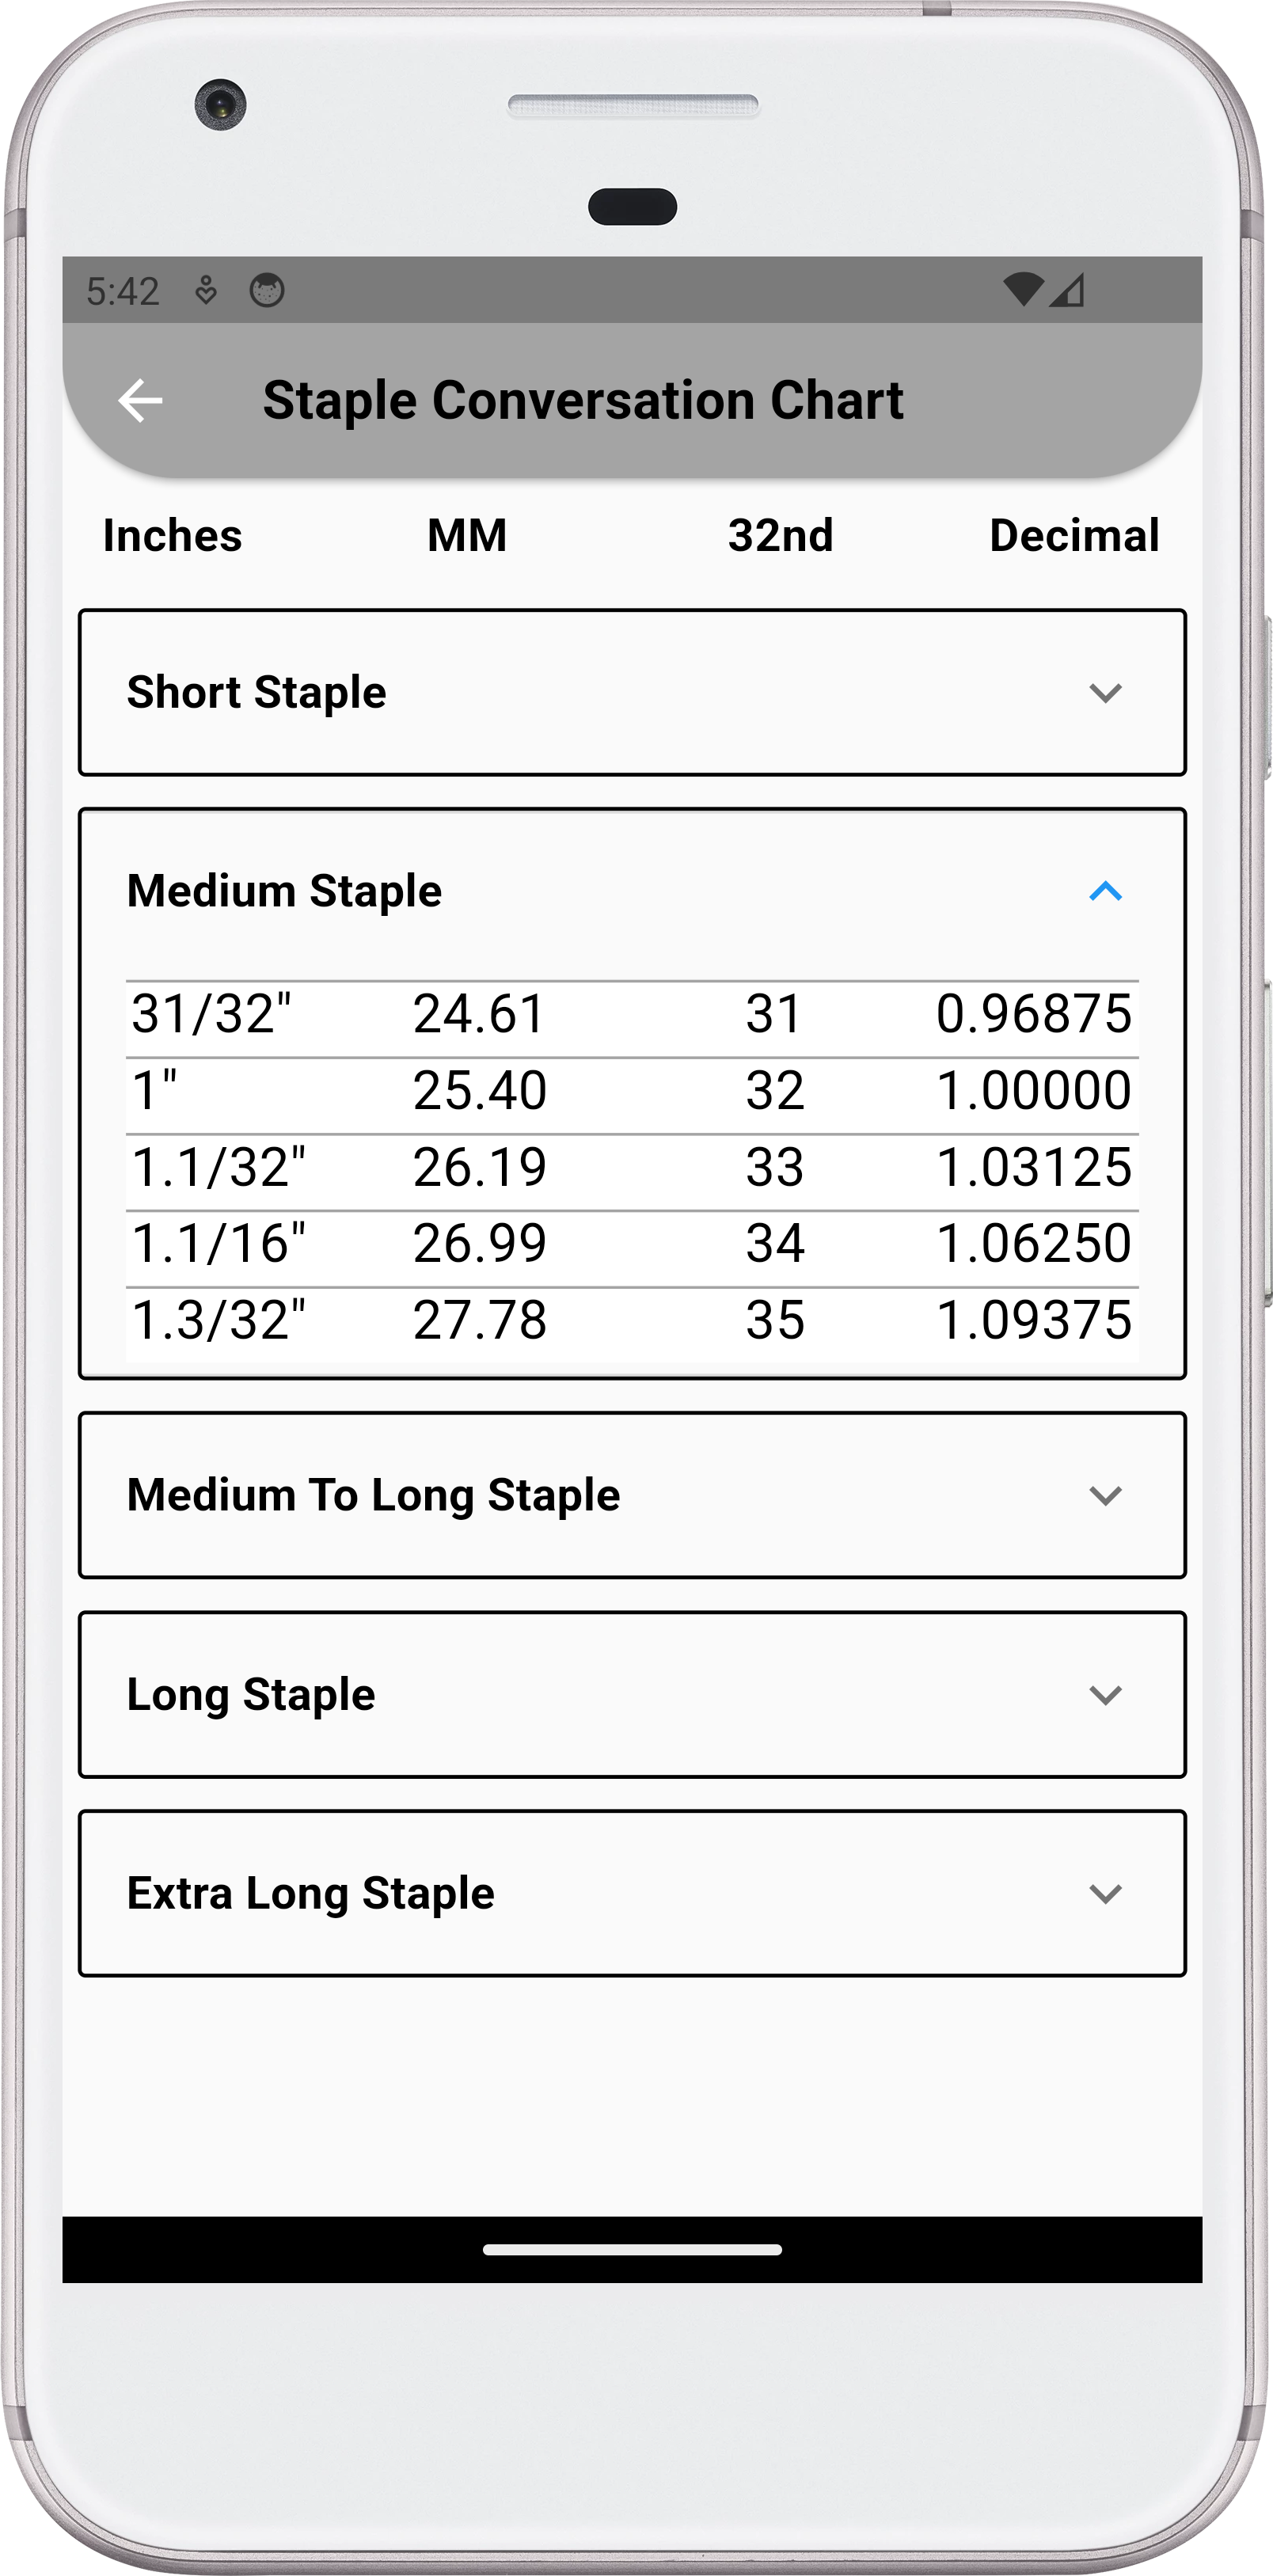 5:42
Staple Conversation Chart
Inches MM 32nd Decimal
Short Staple
Medium Staple
31/32" 24.61 31 0.96875
1" 25.40 32 1.00000
1.1/32" 26.19 33 1.03125
1.1/16" 26.99 34 1.06250
1.3/32" 27.78 35 1.09375
Medium To Long Staple
Long Staple
Extra Long Staple